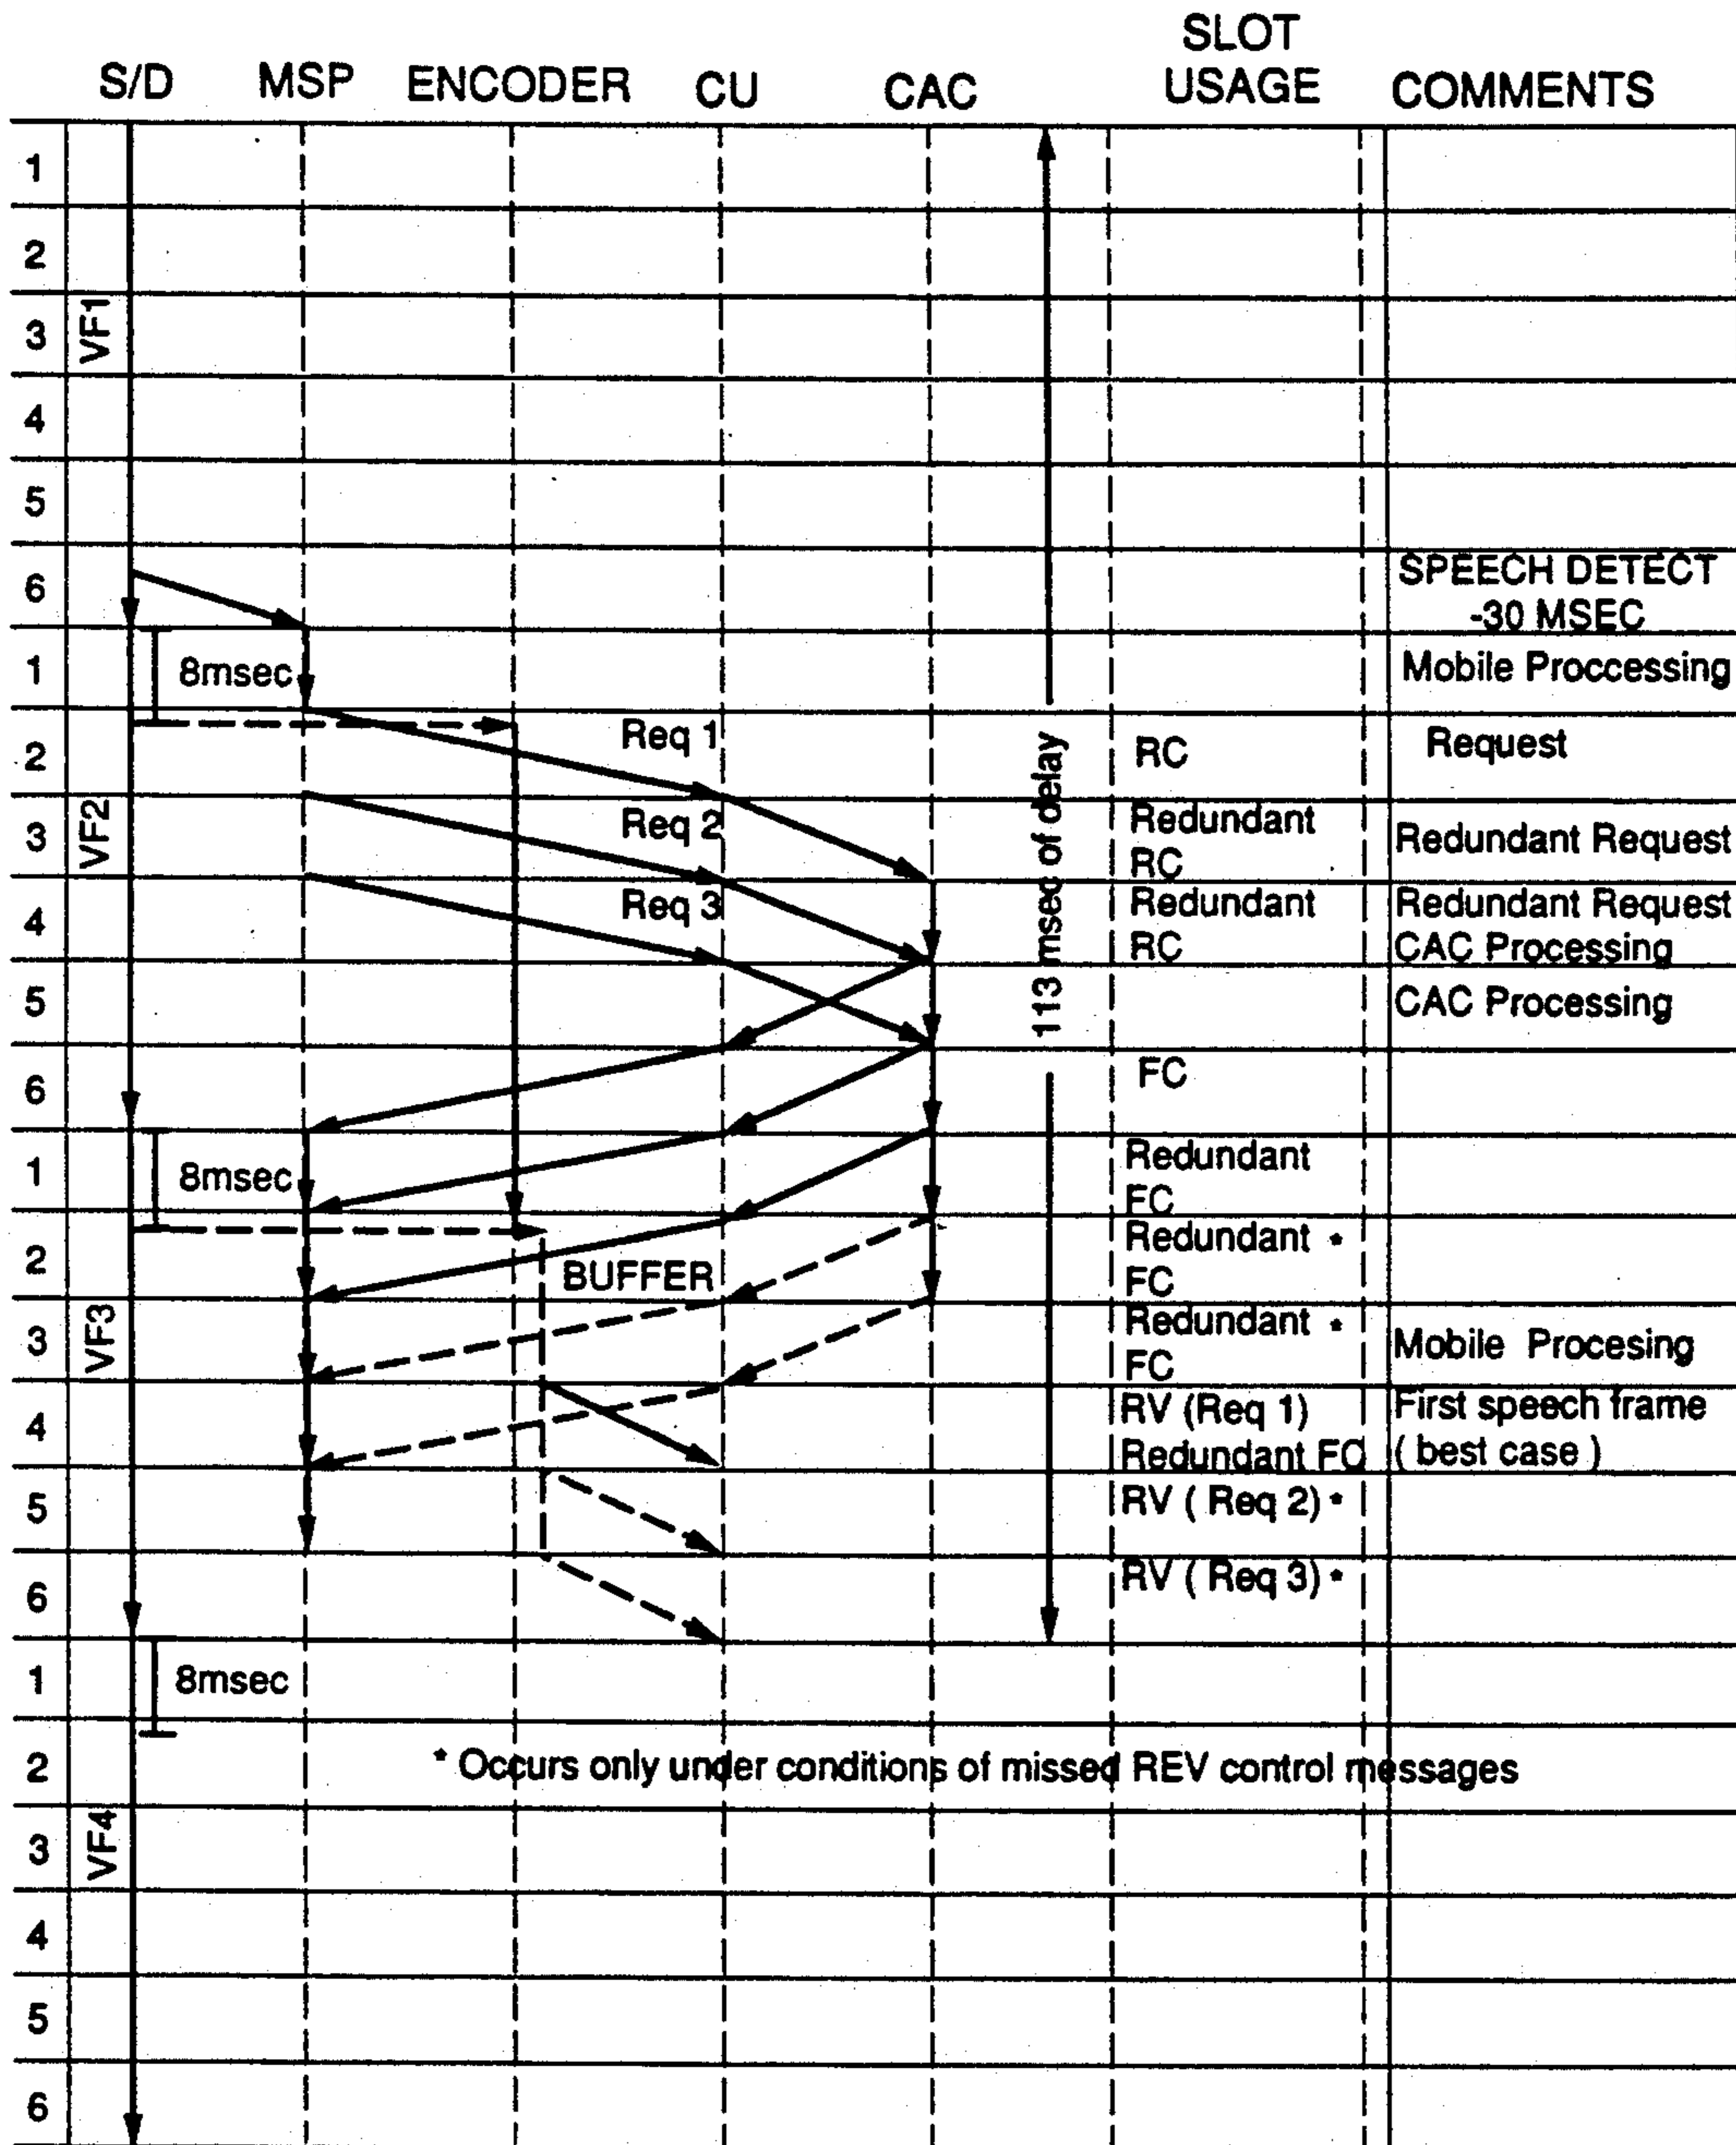 S/D MSP ENCODER CU CAC SLOT USAGE COMMENTS
1
2
3
VF1
4
5
6 SPEECH DETECT
-30 MSEC
1 8msec Mobile Proccessing
2 Req 1 RC Request
3 Req 2 Redundant RC Redundant Request
VF2
113 msec of delay
4 Req 3 Redundant RC Redundant Request
CAC Processing
5 CAC Processing
6 FC
1 8msec Redundant FC
2 BUFFER Redundant * FC
3 Redundant * FC Mobile Procesing
VF3
4 RV (Req 1) First speech frame
Redundant FC ( best case )
5 RV ( Req 2) *
6 RV ( Req 3) *
1 8msec
2 * Occurs only under conditions of missed REV control messages
3
VF4
4
5
6